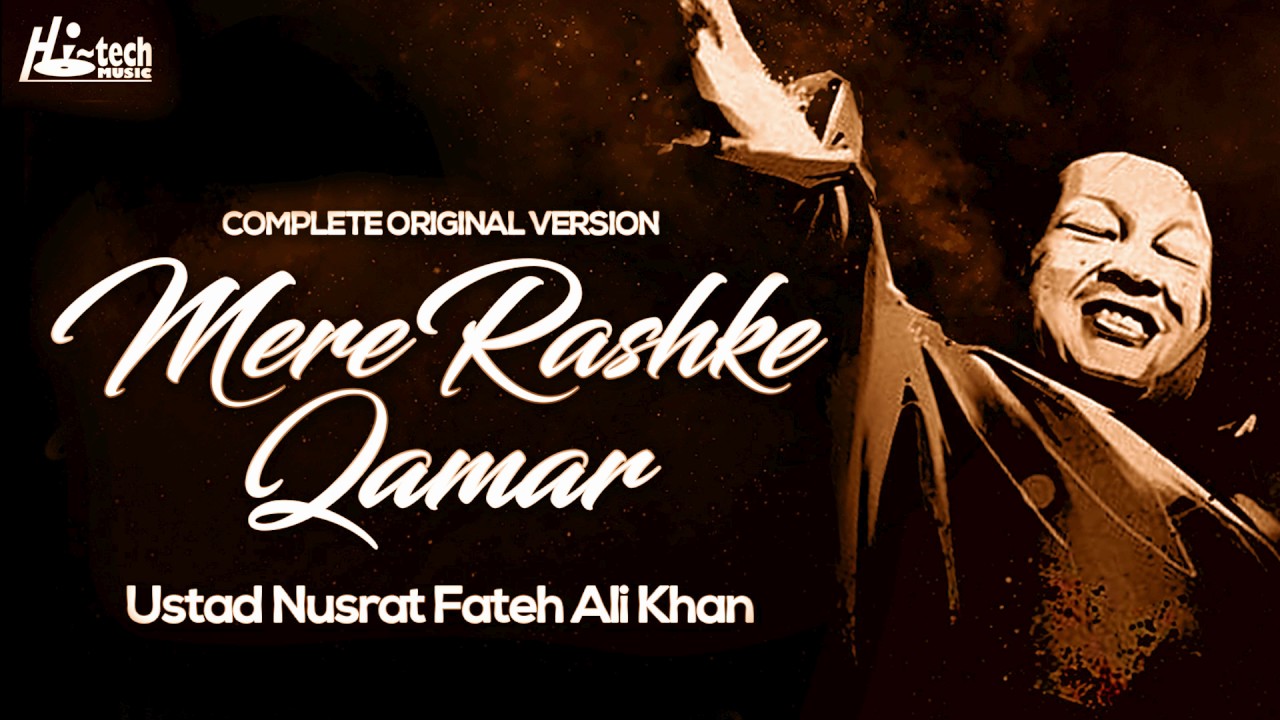 Hi~tech
MUSIC
COMPLETE ORIGINAL VERSION
Mere Rashke
Qamar
Ustad Nusrat Fateh Ali Khan